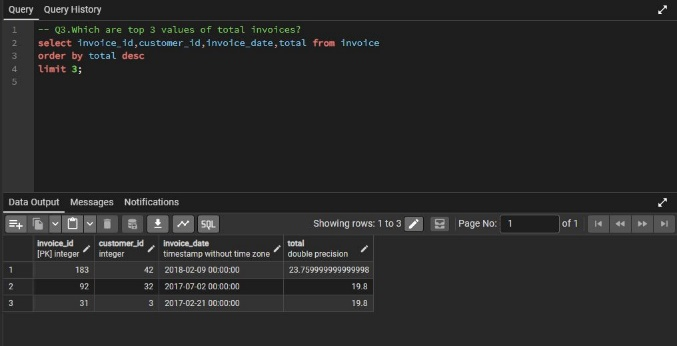 Query Query History
1 -- Q3.Which are top 3 values of total invoices?
2 select invoice_id,customer_id,invoice_date,total from invoice
3 order by total desc
4 limit 3;
5
Data Output Messages Notifications
SQL Showing rows: 1 to 3 Page No: 1 of 1
invoice_id customer_id invoice_date total
[PK] integer integer timestamp without time zone double precision
1 183 42 2018-02-09 00:00:00 23.759999999999998
2 92 32 2017-07-02 00:00:00 19.8
3 31 3 2017-02-21 00:00:00 19.8